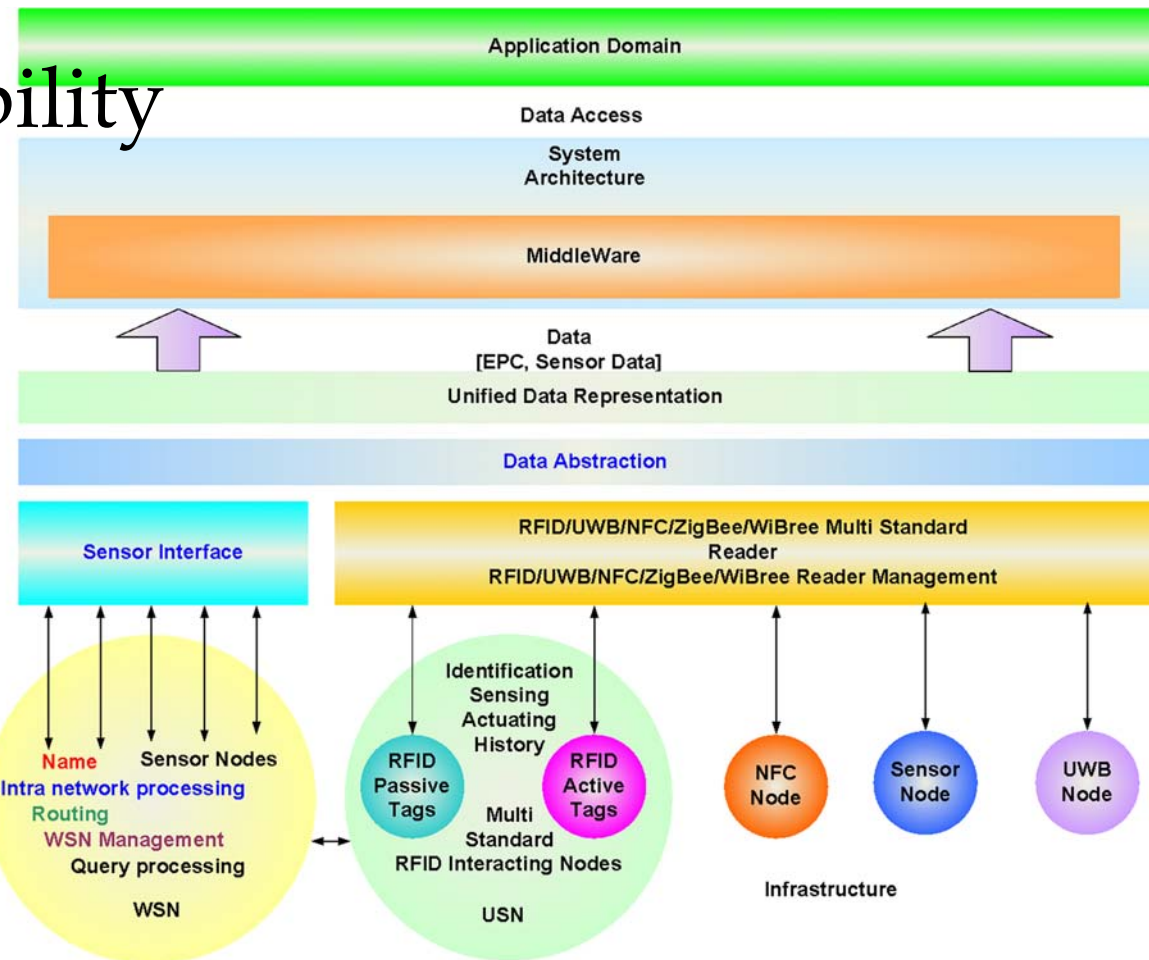 Application Domain
bility
Data Access
System
Architecture
MiddleWare
Data
[EPC, Sensor Data]
Unified Data Representation
Data Abstraction
Sensor Interface
RFID/UWB/NFC/ZigBee/WiBree Multi Standard
Reader
RFID/UWB/NFC/ZigBee/WiBree Reader Management
Name
Sensor Nodes
Intra network processing
Routing
WSN Management
Query processing
WSN
Identification
Sensing
Actuating
History
RFID
Passive
Tags
RFID
Active
Tags
Multi
Standard
RFID Interacting Nodes
USN
NFC
Node
Sensor
Node
UWB
Node
Infrastructure